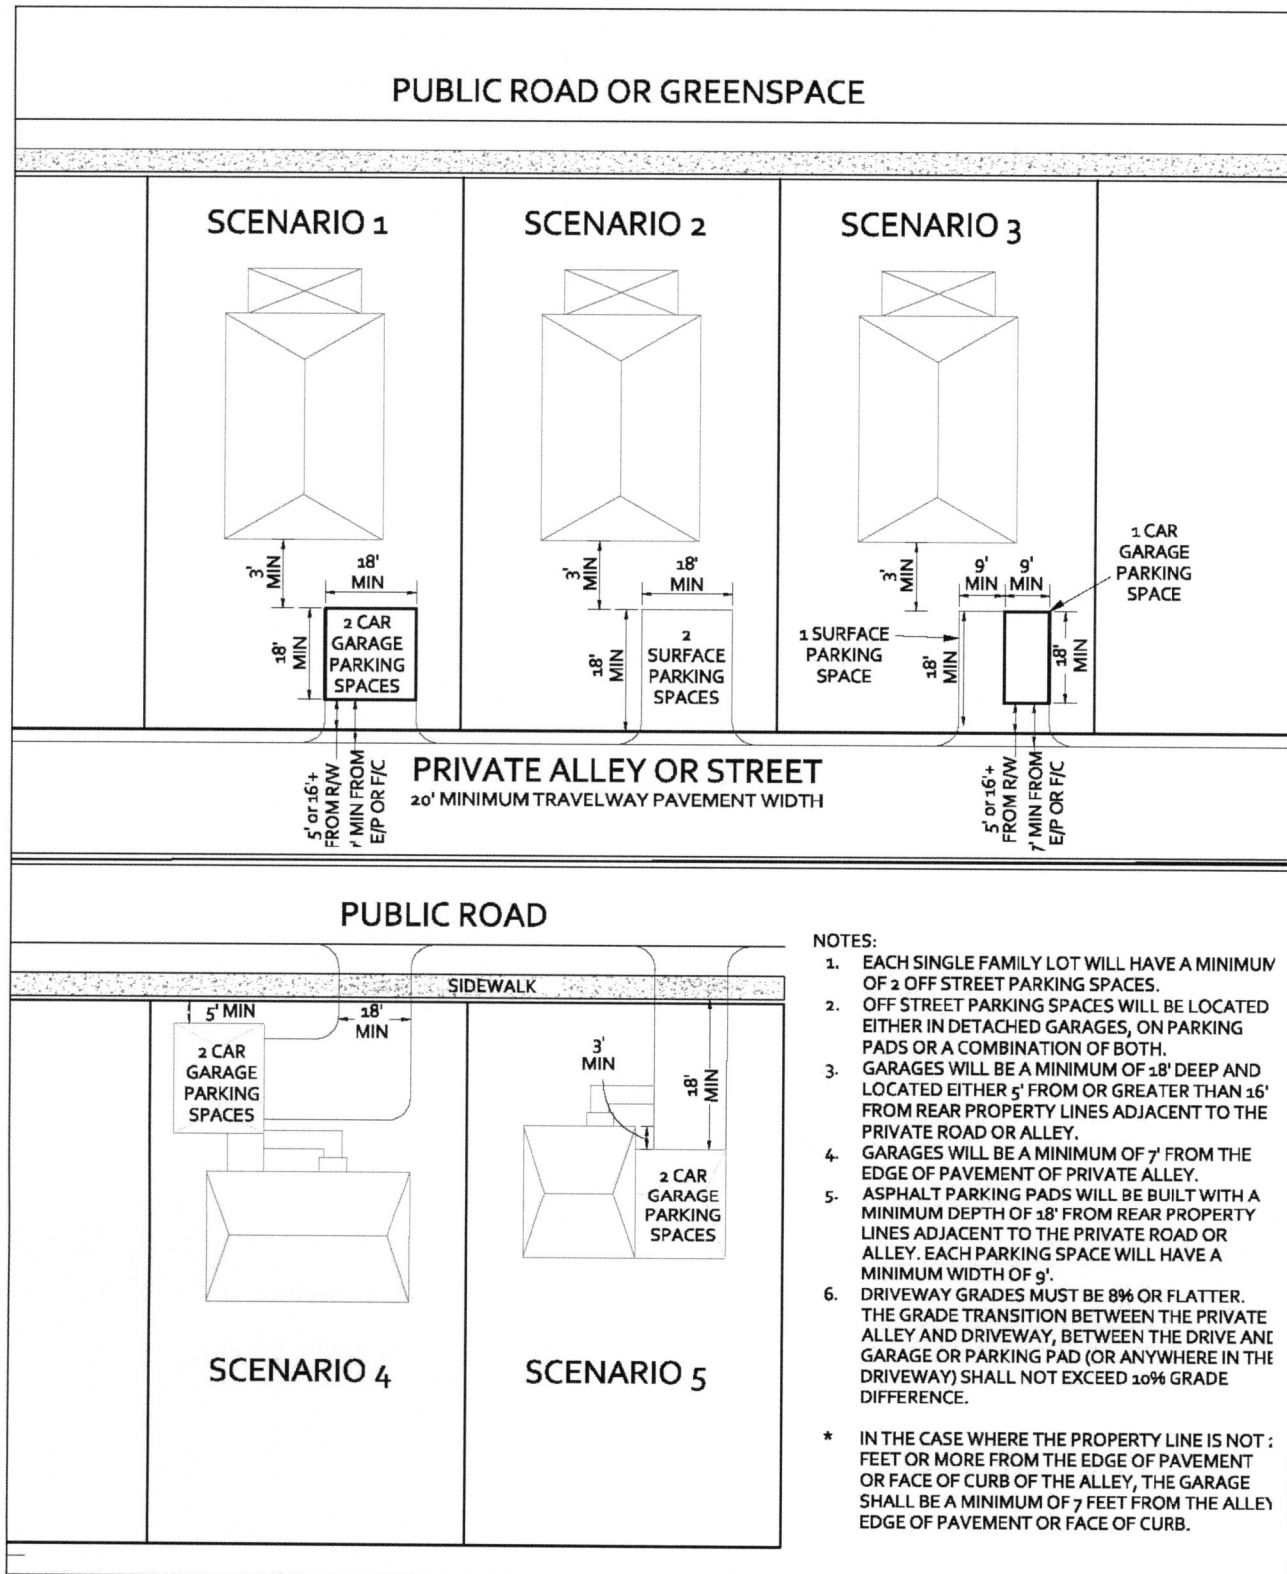 PUBLIC ROAD OR GREENSPACE
SCENARIO 1
SCENARIO 2
SCENARIO 3
3'
MIN
18'
MIN
18'
MIN
2 CAR
GARAGE
PARKING
SPACES
5' or 16'+
FROM R/W
' MIN FROM
E/P OR F/C
3'
MIN
18'
MIN
18'
MIN
2
SURFACE
PARKING
SPACES
3'
MIN
9'
MIN
9'
MIN
1 CAR
GARAGE
PARKING
SPACE
1 SURFACE
PARKING
SPACE
18'
MIN
18'
MIN
5' or 16'+
FROM R/W
7' MIN FROM
E/P OR F/C
PRIVATE ALLEY OR STREET
20' MINIMUM TRAVELWAY PAVEMENT WIDTH
PUBLIC ROAD
SIDEWALK
5' MIN
18'
MIN
2 CAR
GARAGE
PARKING
SPACES
SCENARIO 4
3'
MIN
18'
MIN
2 CAR
GARAGE
PARKING
SPACES
SCENARIO 5
NOTES:
1. EACH SINGLE FAMILY LOT WILL HAVE A MINIMUM
OF 2 OFF STREET PARKING SPACES.
2. OFF STREET PARKING SPACES WILL BE LOCATED
EITHER IN DETACHED GARAGES, ON PARKING
PADS OR A COMBINATION OF BOTH.
3. GARAGES WILL BE A MINIMUM OF 18' DEEP AND
LOCATED EITHER 5' FROM OR GREATER THAN 16'
FROM REAR PROPERTY LINES ADJACENT TO THE
PRIVATE ROAD OR ALLEY.
4. GARAGES WILL BE A MINIMUM OF 7' FROM THE
EDGE OF PAVEMENT OF PRIVATE ALLEY.
5. ASPHALT PARKING PADS WILL BE BUILT WITH A
MINIMUM DEPTH OF 18' FROM REAR PROPERTY
LINES ADJACENT TO THE PRIVATE ROAD OR
ALLEY. EACH PARKING SPACE WILL HAVE A
MINIMUM WIDTH OF 9'.
6. DRIVEWAY GRADES MUST BE 8% OR FLATTER.
THE GRADE TRANSITION BETWEEN THE PRIVATE
ALLEY AND DRIVEWAY, BETWEEN THE DRIVE AND
GARAGE OR PARKING PAD (OR ANYWHERE IN THE
DRIVEWAY) SHALL NOT EXCEED 10% GRADE
DIFFERENCE.
* IN THE CASE WHERE THE PROPERTY LINE IS NOT
FEET OR MORE FROM THE EDGE OF PAVEMENT
OR FACE OF CURB OF THE ALLEY, THE GARAGE
SHALL BE A MINIMUM OF 7 FEET FROM THE ALLEY
EDGE OF PAVEMENT OR FACE OF CURB.